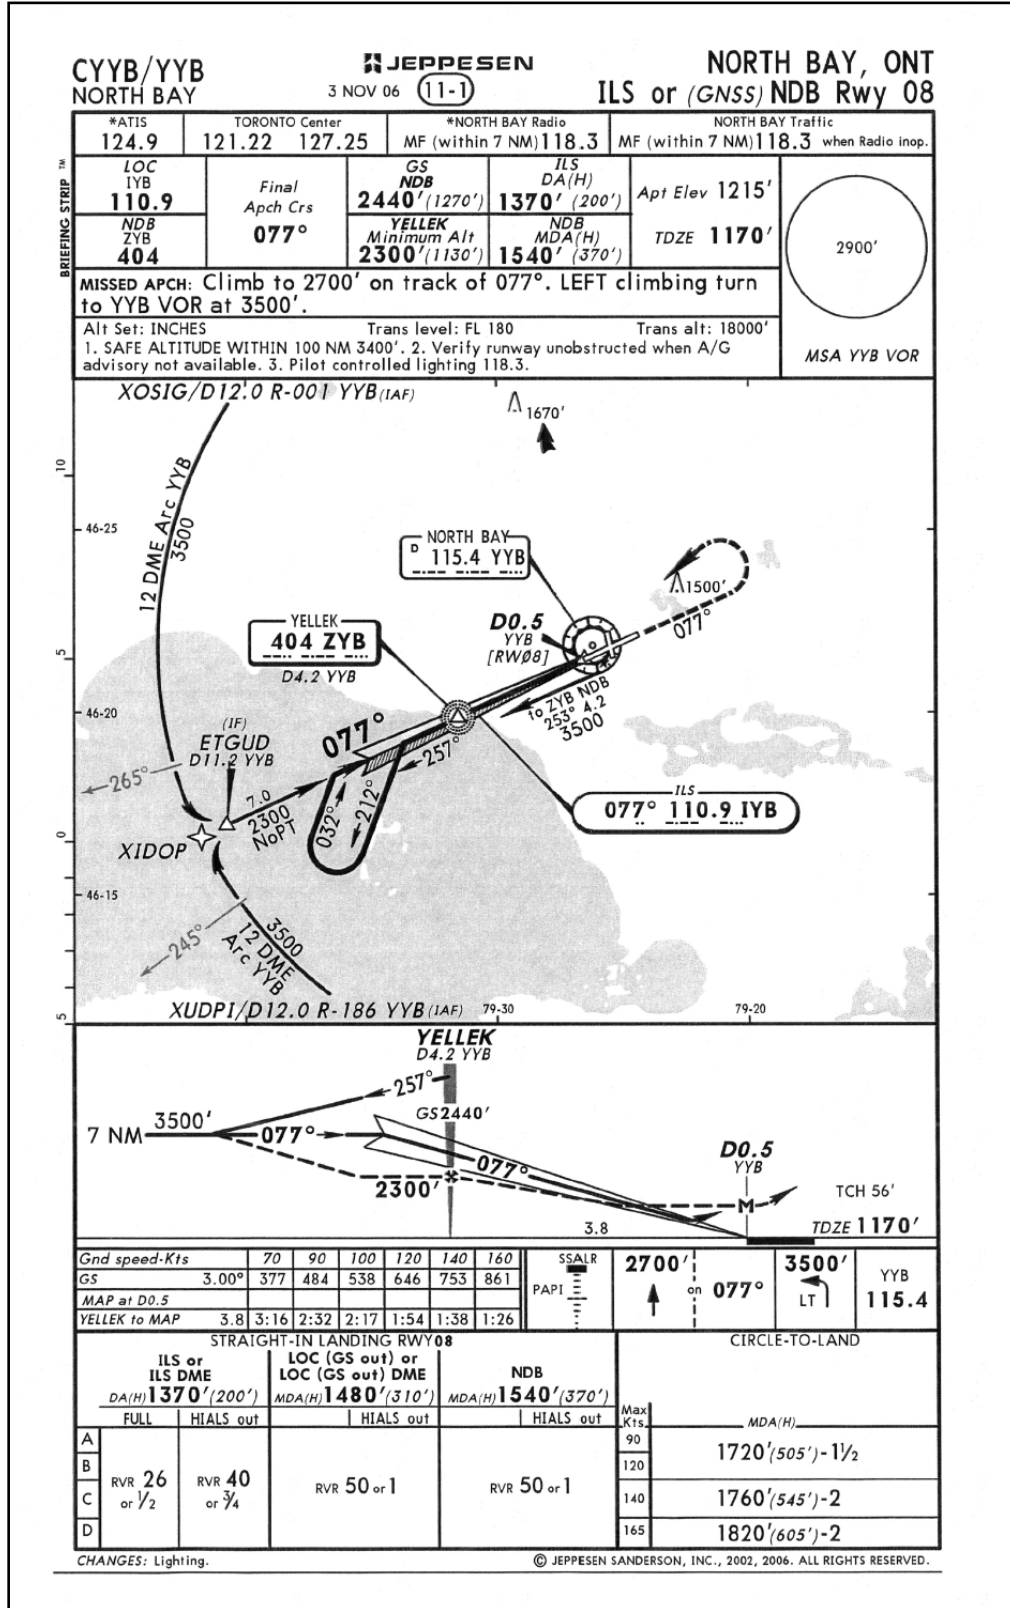 CYYB/YYB
NORTH BAY
JEPPESEN
3 NOV 06 11-1
NORTH BAY, ONT
ILS or (GNSS) NDB Rwy 08
*ATIS
124.9
TORONTO Center
121.22 127.25
*NORTH BAY Radio
MF (within 7 NM) 118.3
NORTH BAY Traffic
MF (within 7 NM) 118.3 when Radio inop.
BRIEFING STRIP TM
LOC
IYB
110.9
NDB
ZYB
404
Final
Apch Crs
077°
GS
NDB
2440' (1270')
YELLEK
Minimum Alt
2300' (1130')
ILS
DA(H)
1370' (200')
NDB
MDA(H)
1540' (370')
Apt Elev 1215'
TDZE 1170'
2900'
MSA YYB VOR
MISSED APCH: Climb to 2700' on track of 077°. LEFT climbing turn
to YYB VOR at 3500'.
Alt Set: INCHES Trans level: FL 180 Trans alt: 18000'
1. SAFE ALTITUDE WITHIN 100 NM 3400'. 2. Verify runway unobstructed when A/G
advisory not available. 3. Pilot controlled lighting 118.3.
XOSIG/D12.0 R-001 YYB (IAF)
1670'
10
12 DME Arc YYB
3500
46-25
NORTH BAY
D 115.4 YYB
1500'
077°
D0.5
YYB
[RW08]
YELLEK
404 ZYB
D4.2 YYB
5
to ZYB NDB
253° 4.2
3500
46-20
077°
(IF)
ETGUD
D11.2 YYB
257°
265°
7.0
2300
NoPT
032°
212°
ILS
077° 110.9 IYB
0
XIDOP
46-15
245°
3500
12 DME
Arc YYB
5
XUDPI/D12.0 R-186 YYB (IAF)
79-30
79-20
YELLEK
D4.2 YYB
257°
GS2440'
7 NM
3500'
077°
077°
2300'
D0.5
YYB
M
TCH 56'
3.8
TDZE 1170'
Gnd speed-Kts 70 90 100 120 140 160
GS 3.00° 377 484 538 646 753 861
MAP at D0.5
YELLEK to MAP 3.8 3:16 2:32 2:17 1:54 1:38 1:26
SSALR
PAPI
2700'
on 077°
3500'
LT
YYB
115.4
STRAIGHT-IN LANDING RWY08
ILS or
ILS DME
DA(H) 1370' (200')
FULL HIALS out
LOC (GS out) or
LOC (GS out) DME
MDA(H) 1480' (310')
HIALS out
NDB
MDA(H) 1540' (370')
HIALS out
CIRCLE-TO-LAND
Max
Kts
MDA(H)
A
B
C
D
RVR 26
or 1/2
RVR 40
or 3/4
RVR 50 or 1
RVR 50 or 1
90
120
1720' (505')-1½
140
1760' (545')-2
165
1820' (605')-2
CHANGES: Lighting.
© JEPPESEN SANDERSON, INC., 2002, 2006. ALL RIGHTS RESERVED.